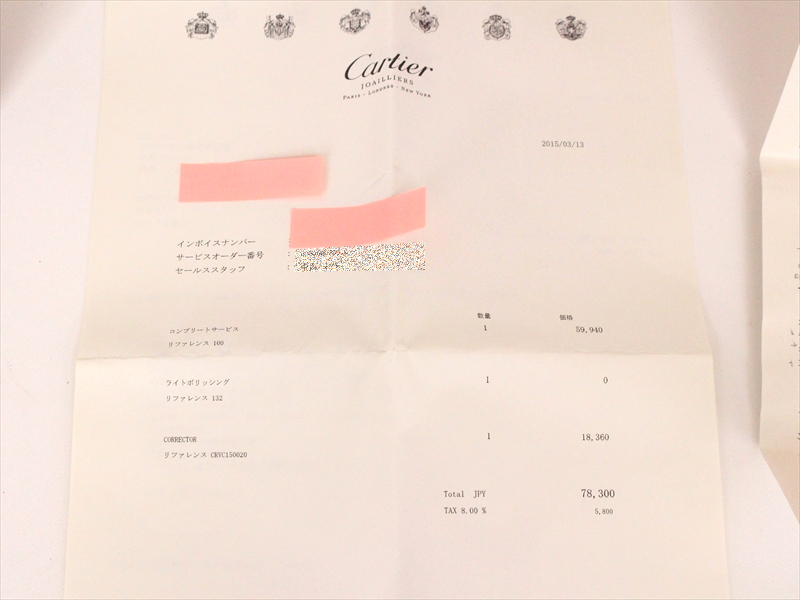 Cartier
JOAILLIERS
PARIS - LONDRES - NEW YORK
2015/03/13
インボイスナンバー
サービスオーダー番号 :
セールススタッフ :
数量 価格
コンプリートサービス 1 59,940
リファレンス 100
ライトポリッシング 1 0
リファレンス 132
CORRECTOR 1 18,360
リファレンス CRVC150020
Total JPY 78,300
TAX 8.00 % 5,800